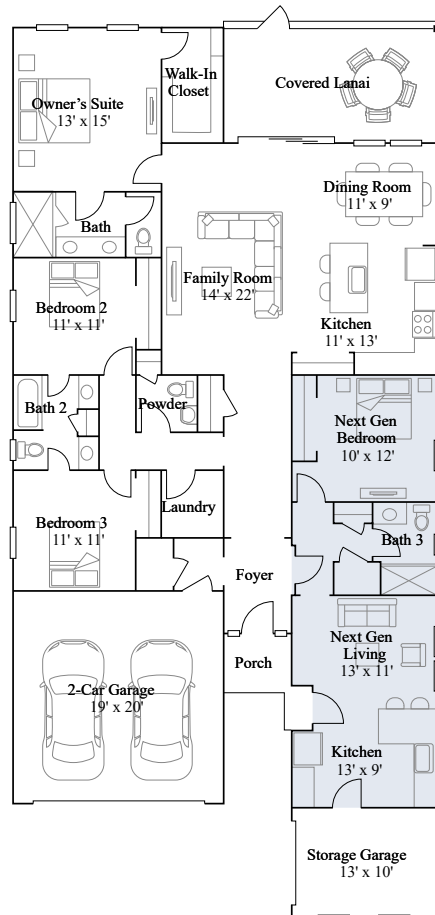 Walk-In
Closet
Covered Lanai
Owner's Suite
13' x 15'
Dining Room
11' x 9'
Bath
Family Room
14' x 22'
Bedroom 2
11' x 11'
Kitchen
11' x 13'
Bath 2
Powder
Next Gen
Bedroom
10' x 12'
Laundry
Bedroom 3
11' x 11'
Bath 3
Foyer
Next Gen
Living
13' x 11'
Porch
2-Car Garage
19' x 20'
Kitchen
13' x 9'
Storage Garage
13' x 10'